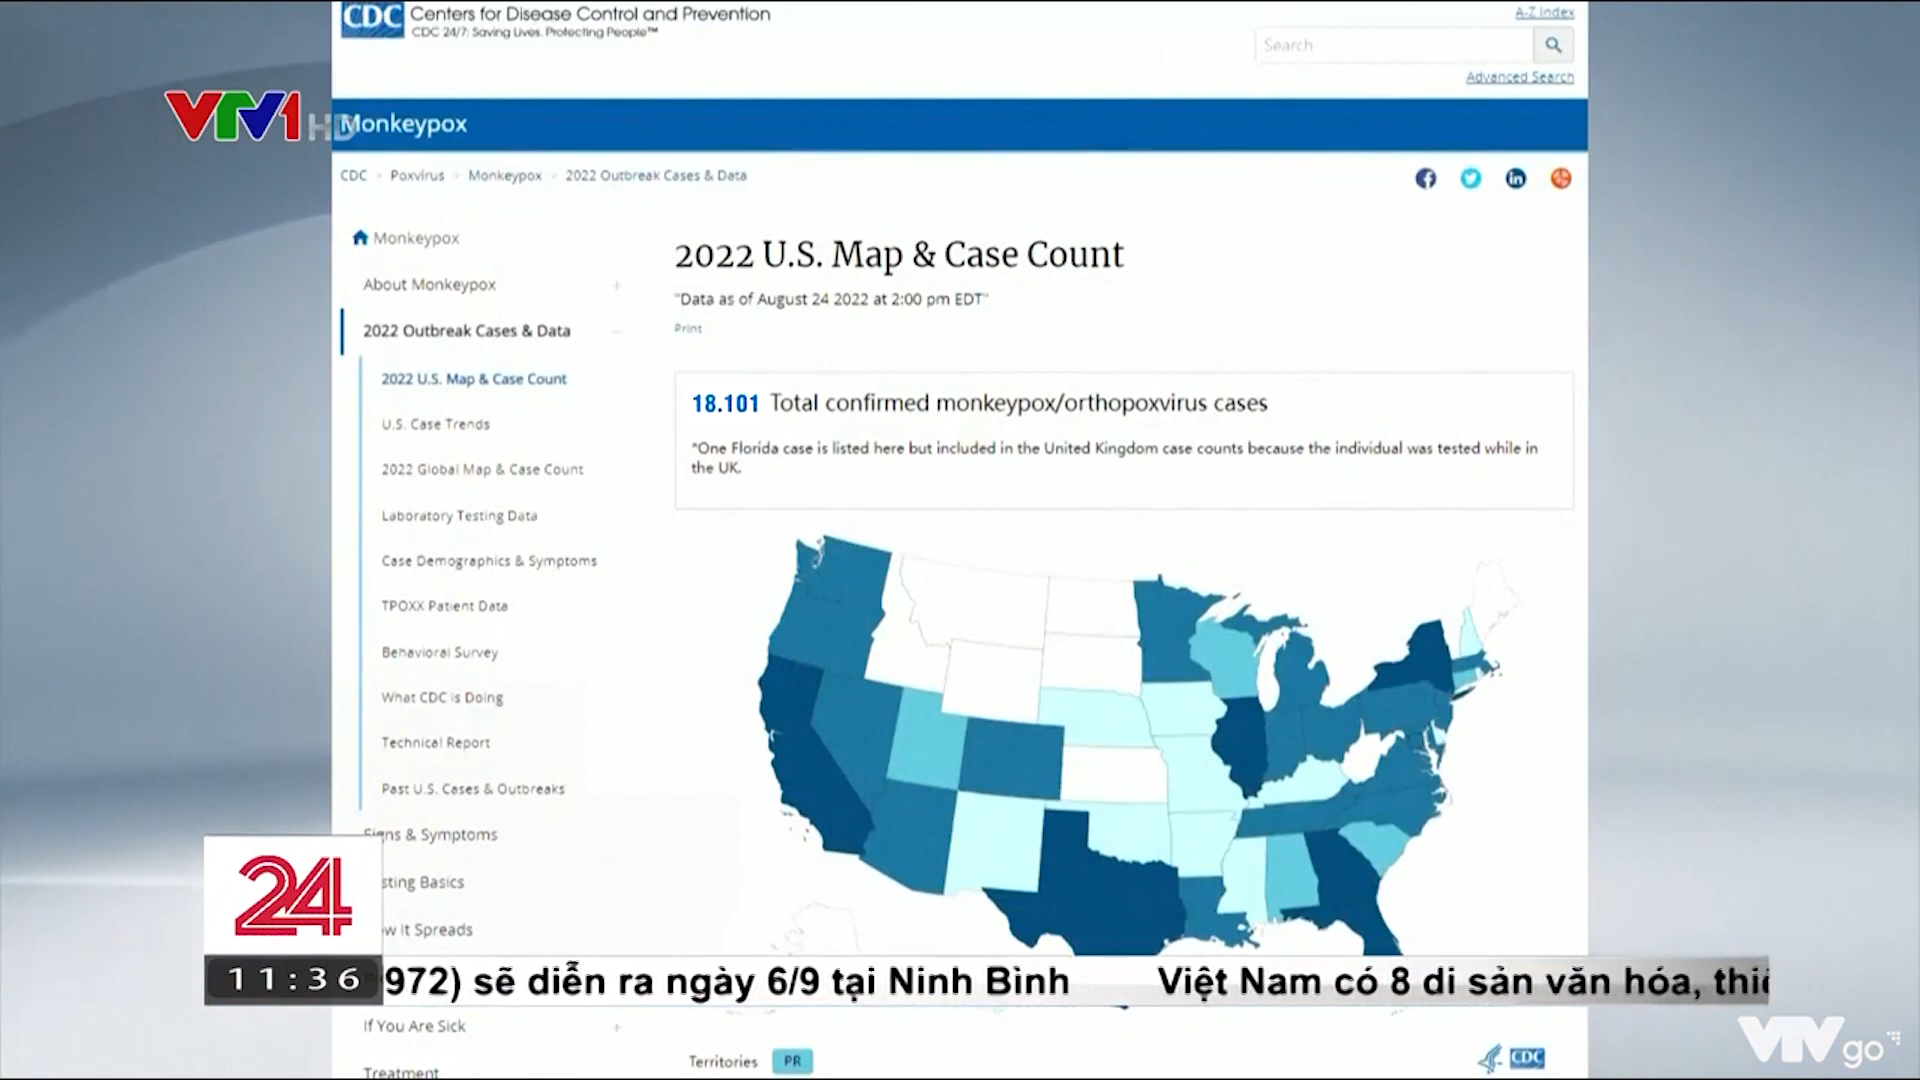 CDC Centers for Disease Control and Prevention
CDC 24/7: Saving Lives. Protecting People™
A-Z Index
Search
Advanced Search
VTV1 HD
Monkeypox
CDC Poxvirus Monkeypox 2022 Outbreak Cases & Data
Monkeypox
About Monkeypox +
2022 Outbreak Cases & Data −
2022 U.S. Map & Case Count
U.S. Case Trends
2022 Global Map & Case Count
Laboratory Testing Data
Case Demographics & Symptoms
TPOXX Patient Data
Behavioral Survey
What CDC is Doing
Technical Report
Past U.S. Cases & Outbreaks
Signs & Symptoms
sting Basics
w it Spreads
If You Are Sick +
Treatment
2022 U.S. Map & Case Count
"Data as of August 24 2022 at 2:00 pm EDT"
Print
18.101 Total confirmed monkeypox/orthopoxvirus cases
*One Florida case is listed here but included in the United Kingdom case counts because the individual was tested while in
the UK.
24
11:36
972) sẽ diễn ra ngày 6/9 tại Ninh Bình Việt Nam có 8 di sản văn hóa, thi
Territories PR
CDC
VTV go